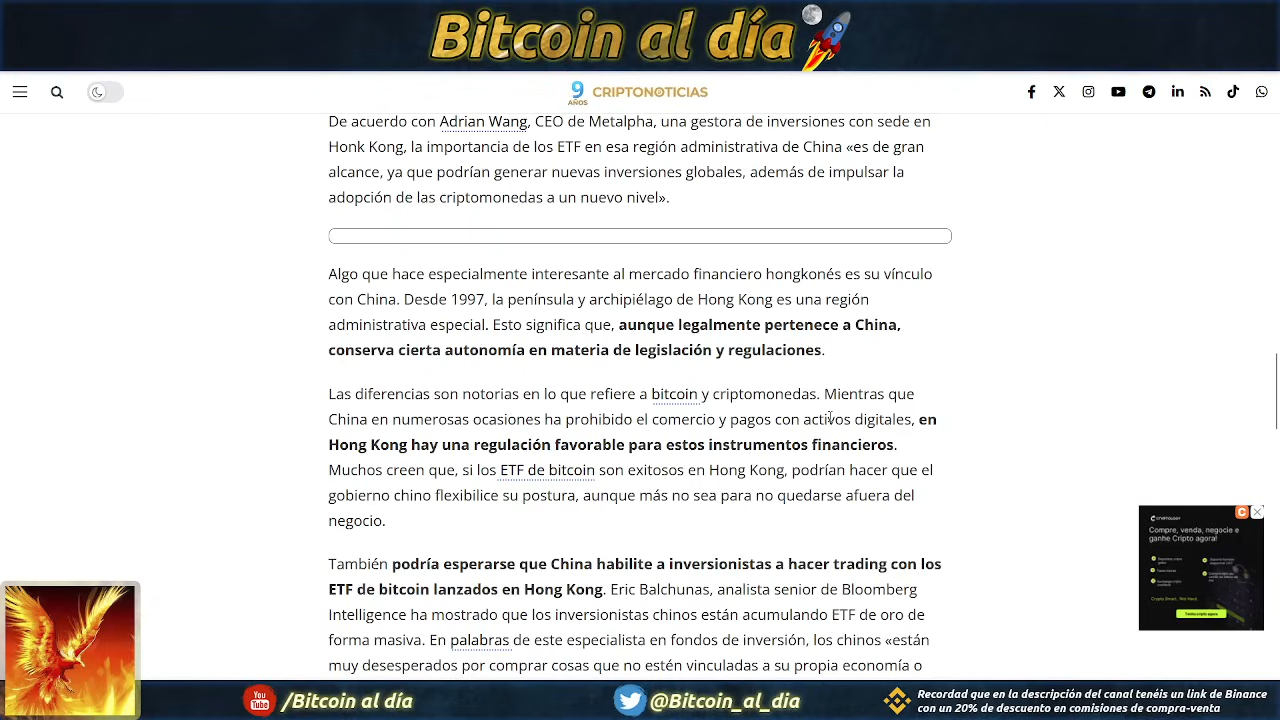 Bitcoin al día
9 AÑOS CRIPTONOTICIAS
De acuerdo con Adrian Wang, CEO de Metalpha, una gestora de inversiones con sede en
Honk Kong, la importancia de los ETF en esa región administrativa de China «es de gran
alcance, ya que podrían generar nuevas inversiones globales, además de impulsar la
adopción de las criptomonedas a un nuevo nivel».
Algo que hace especialmente interesante al mercado financiero hongkonés es su vínculo
con China. Desde 1997, la península y archipiélago de Hong Kong es una región
administrativa especial. Esto significa que, aunque legalmente pertenece a China,
conserva cierta autonomía en materia de legislación y regulaciones.
Las diferencias son notorias en lo que refiere a bitcoin y criptomonedas. Mientras que
China en numerosas ocasiones ha prohibido el comercio y pagos con activos digitales, en
Hong Kong hay una regulación favorable para estos instrumentos financieros.
Muchos creen que, si los ETF de bitcoin son exitosos en Hong Kong, podrían hacer que el
gobierno chino flexibilice su postura, aunque más no sea para no quedarse afuera del
negocio.
También podría esperarse que China habilite a inversionistas a hacer trading con los
ETF de bitcoin lanzados en Hong Kong. Eric Balchunas, analista senior de Bloomberg
Intelligence ha mostrado que los inversionistas chinos están acumulando ETF de oro de
forma masiva. En palabras de este especialista en fondos de inversión, los chinos «están
muy desesperados por comprar cosas que no estén vinculadas a su propia economía o
CRYPTOLOGY
Compre, venda, negocie e
ganhe Cripto agora!
You Tube /Bitcoin al día
@Bitcoin_al_dia
Recordad que en la descripción del canal tenéis un link de Binance
con un 20% de descuento en comisiones de compra-venta